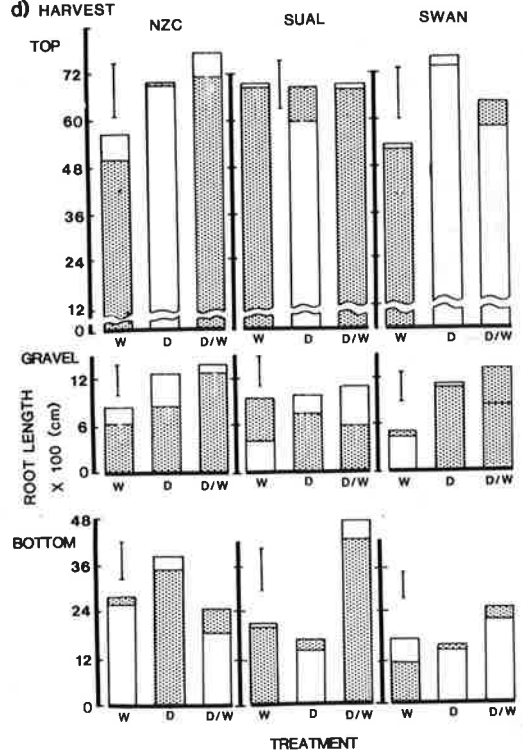 d) HARVEST
NZC SUAL SWAN
TOP
72
60
48
36
24
12
0
W D D/W W D D/W W D D/W
GRAVEL
12
6
0
W D D/W W D D/W W D D/W
ROOT LENGTH
X 100 (cm)
BOTTOM
48
36
24
12
0
W D D/W W D D/W W D D/W
TREATMENT